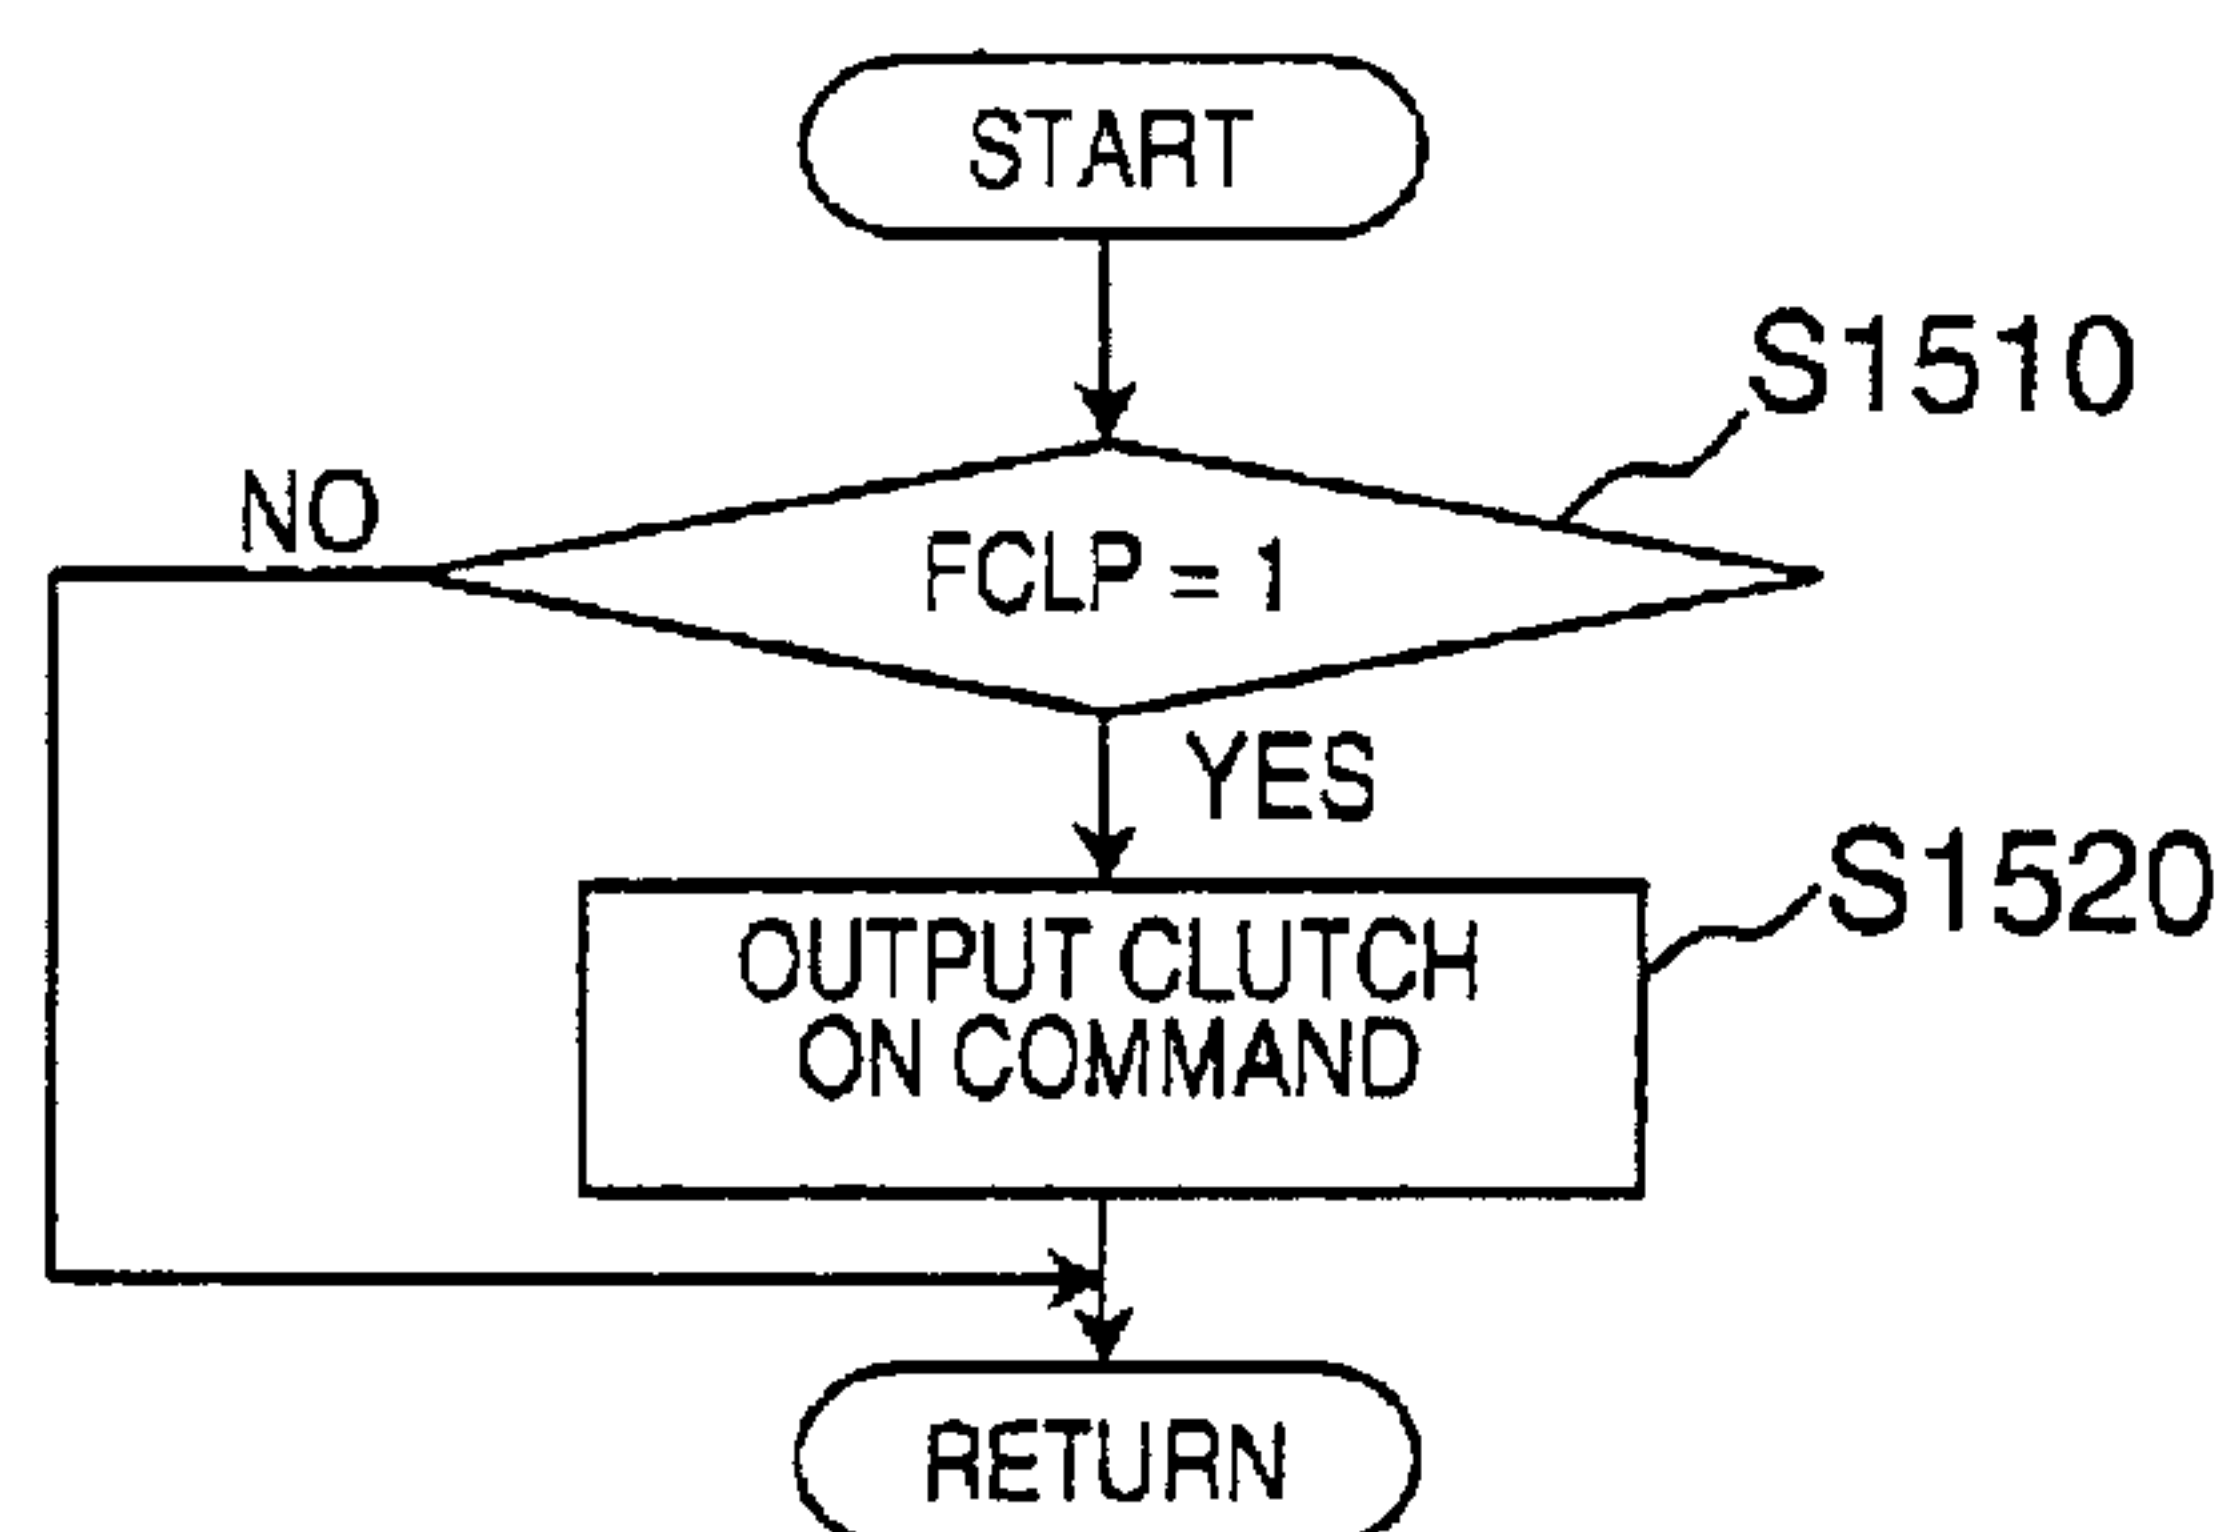 START
S1510
NO
FCLP = 1
YES
S1520
OUTPUT CLUTCH
ON COMMAND
RETURN